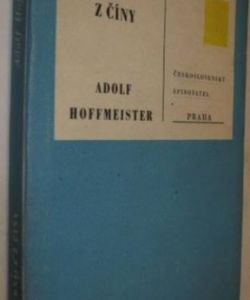 Z ČÍNY
ADOLF
HOFFMEISTER
ČESKOSLOVENSKÝ
SPISOVATEL
PRAHA